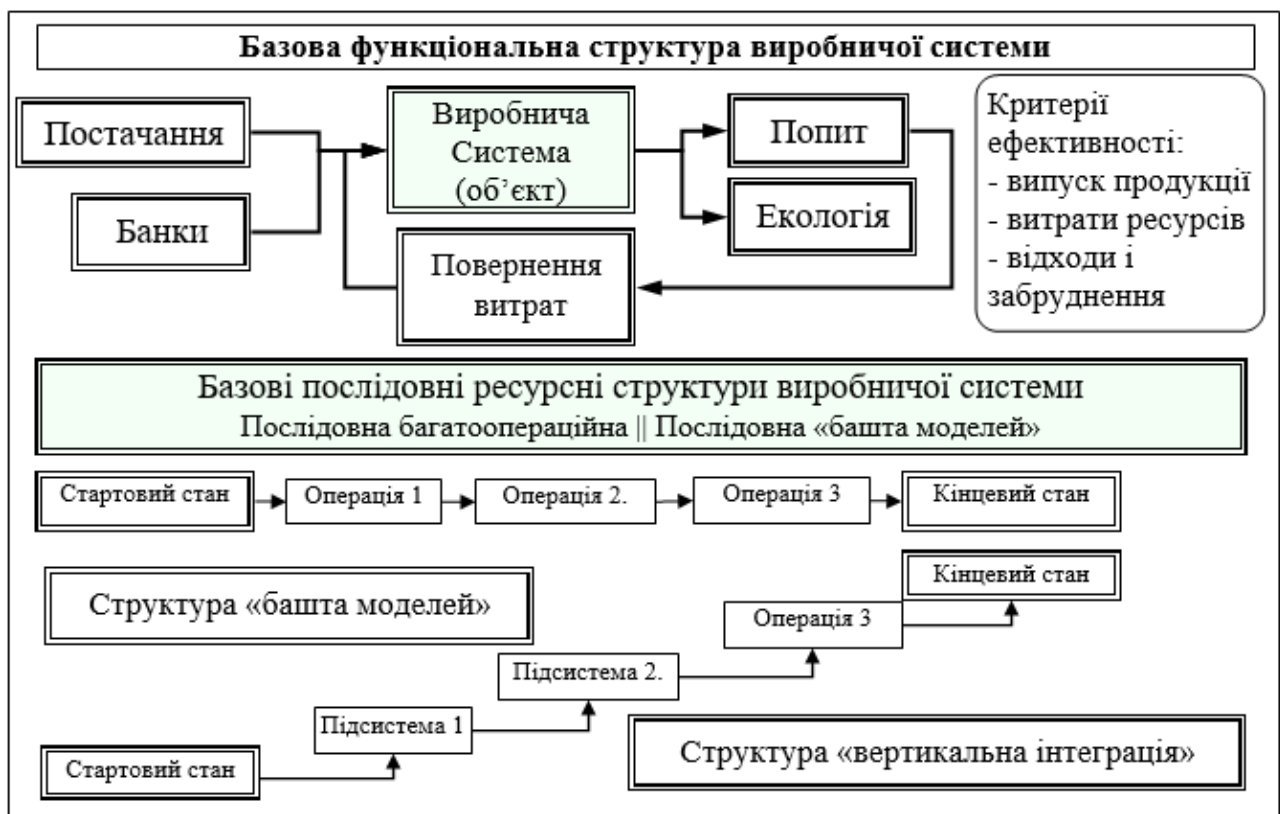 Базова функціональна структура виробничої системи
Постачання
Банки
Виробнича
Система
(об’єкт)
Повернення
витрат
Попит
Екологія
Критерії
ефективності:
- випуск продукції
- витрати ресурсів
- відходи і
забруднення
Базові послідовні ресурсні структури виробничої системи
Послідовна багатоопераційна || Послідовна «башта моделей»
Стартовий стан
Операція 1
Операція 2.
Операція 3
Кінцевий стан
Кінцевий стан
Структура «башта моделей»
Операція 3
Підсистема 2.
Підсистема 1
Структура «вертикальна інтеграція»
Стартовий стан